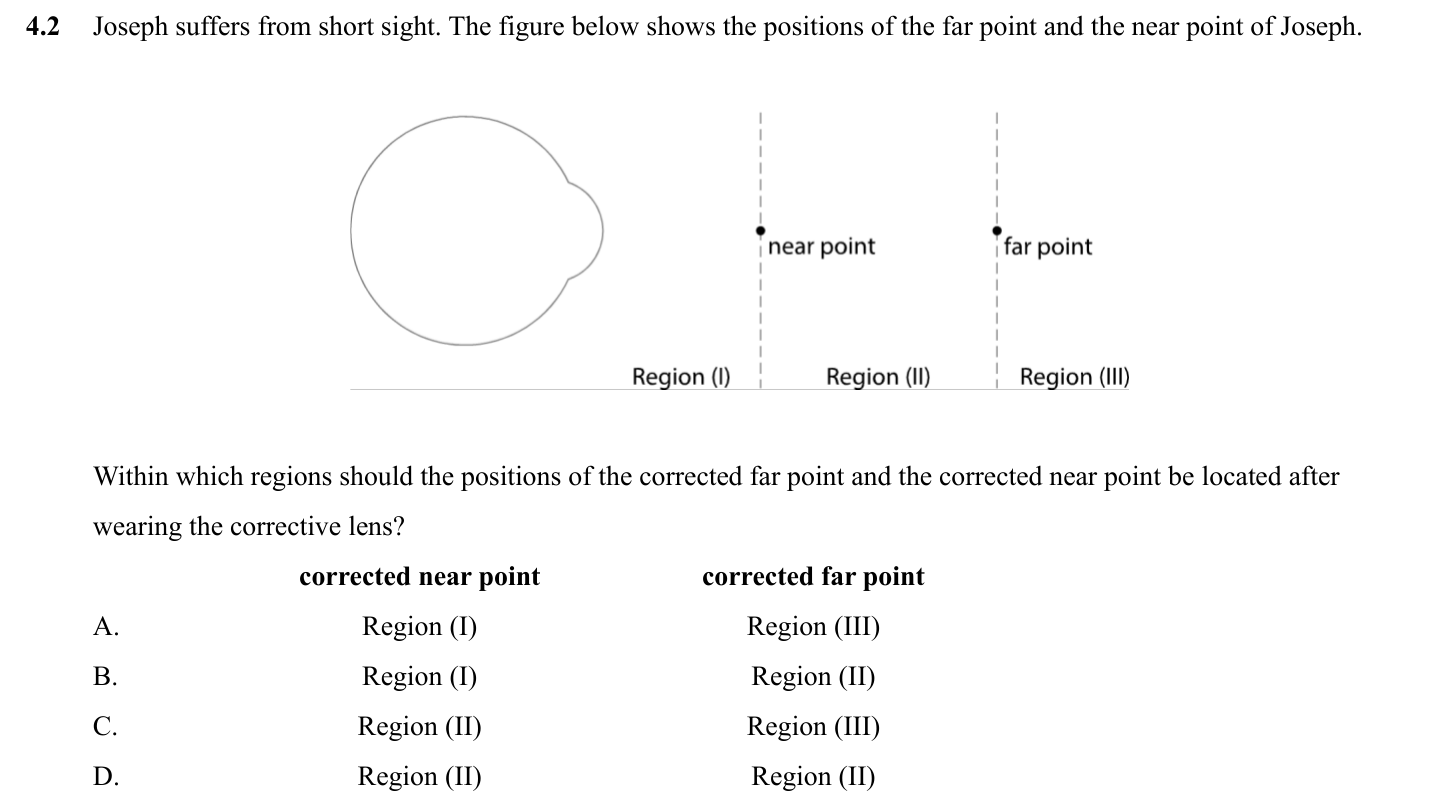 4.2 Joseph suffers from short sight. The figure below shows the positions of the far point and the near point of Joseph.
near point far point
Region (I) Region (II) Region (III)
Within which regions should the positions of the corrected far point and the corrected near point be located after
wearing the corrective lens?
corrected near point corrected far point
A. Region (I) Region (III)
B. Region (I) Region (II)
C. Region (II) Region (III)
D. Region (II) Region (II)